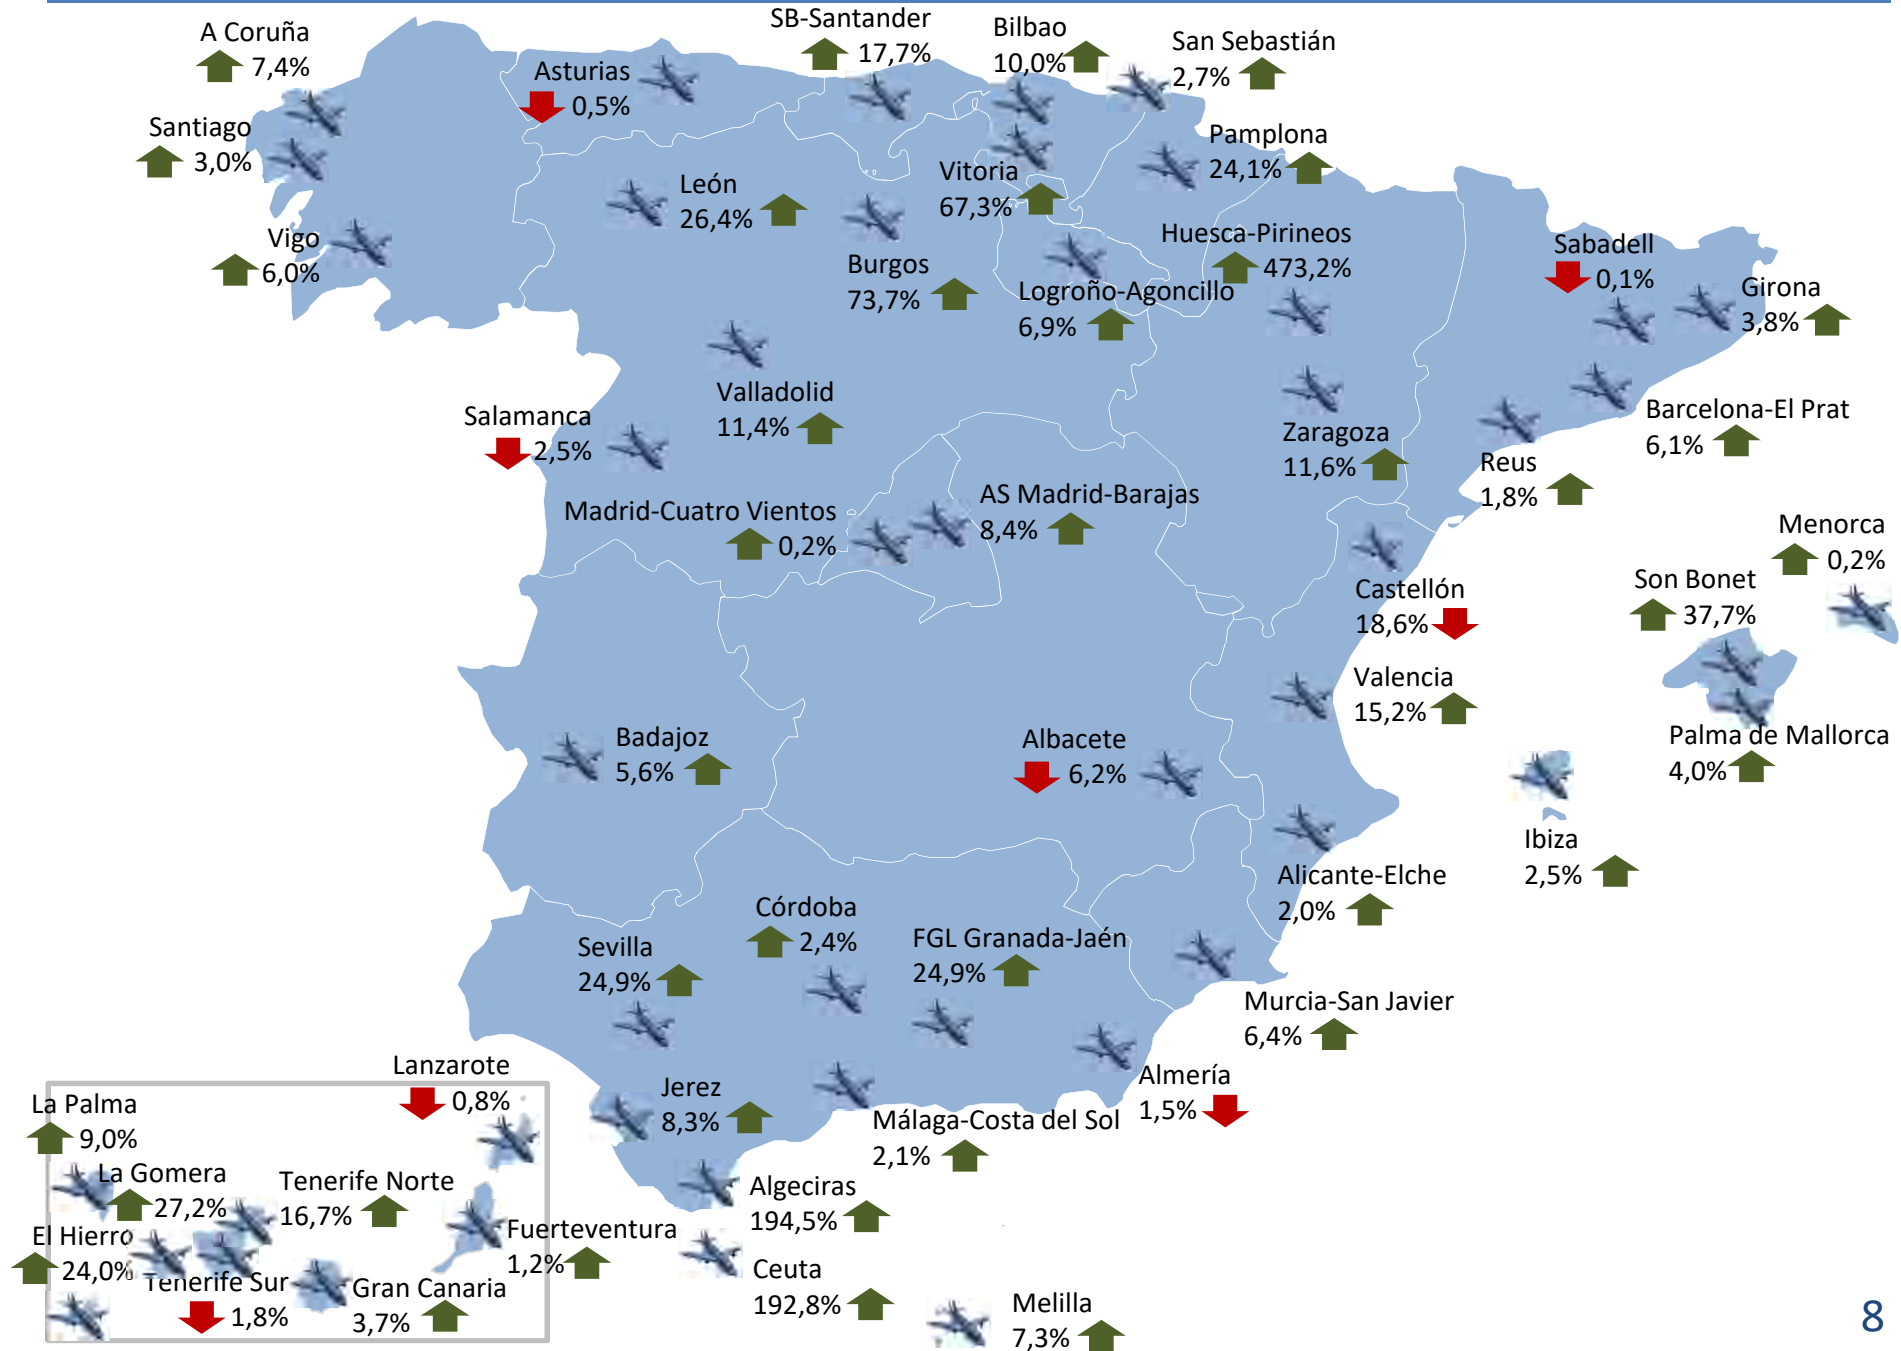 A Coruña
7,4%
SB-Santander
17,7%
Bilbao
10,0%
San Sebastián
2,7%
Asturias
0,5%
Santiago
3,0%
Pamplona
24,1%
León
26,4%
Vitoria
67,3%
Vigo
6,0%
Huesca-Pirineos
473,2%
Sabadell
0,1%
Girona
3,8%
Burgos
73,7%
Logroño-Agoncillo
6,9%
Valladolid
11,4%
Salamanca
2,5%
Barcelona-El Prat
6,1%
Zaragoza
11,6%
Reus
1,8%
AS Madrid-Barajas
8,4%
Madrid-Cuatro Vientos
0,2%
Menorca
0,2%
Son Bonet
37,7%
Castellón
18,6%
Valencia
15,2%
Palma de Mallorca
4,0%
Badajoz
5,6%
Albacete
6,2%
Ibiza
2,5%
Alicante-Elche
2,0%
Córdoba
2,4%
Sevilla
24,9%
FGL Granada-Jaén
24,9%
Murcia-San Javier
6,4%
Lanzarote
0,8%
Almería
1,5%
Jerez
8,3%
La Palma
9,0%
Málaga-Costa del Sol
2,1%
La Gomera
27,2%
Tenerife Norte
16,7%
Algeciras
194,5%
Fuerteventura
1,2%
El Hierro
24,0%
Tenerife Sur
1,8%
Gran Canaria
3,7%
Ceuta
192,8%
Melilla
7,3%
8